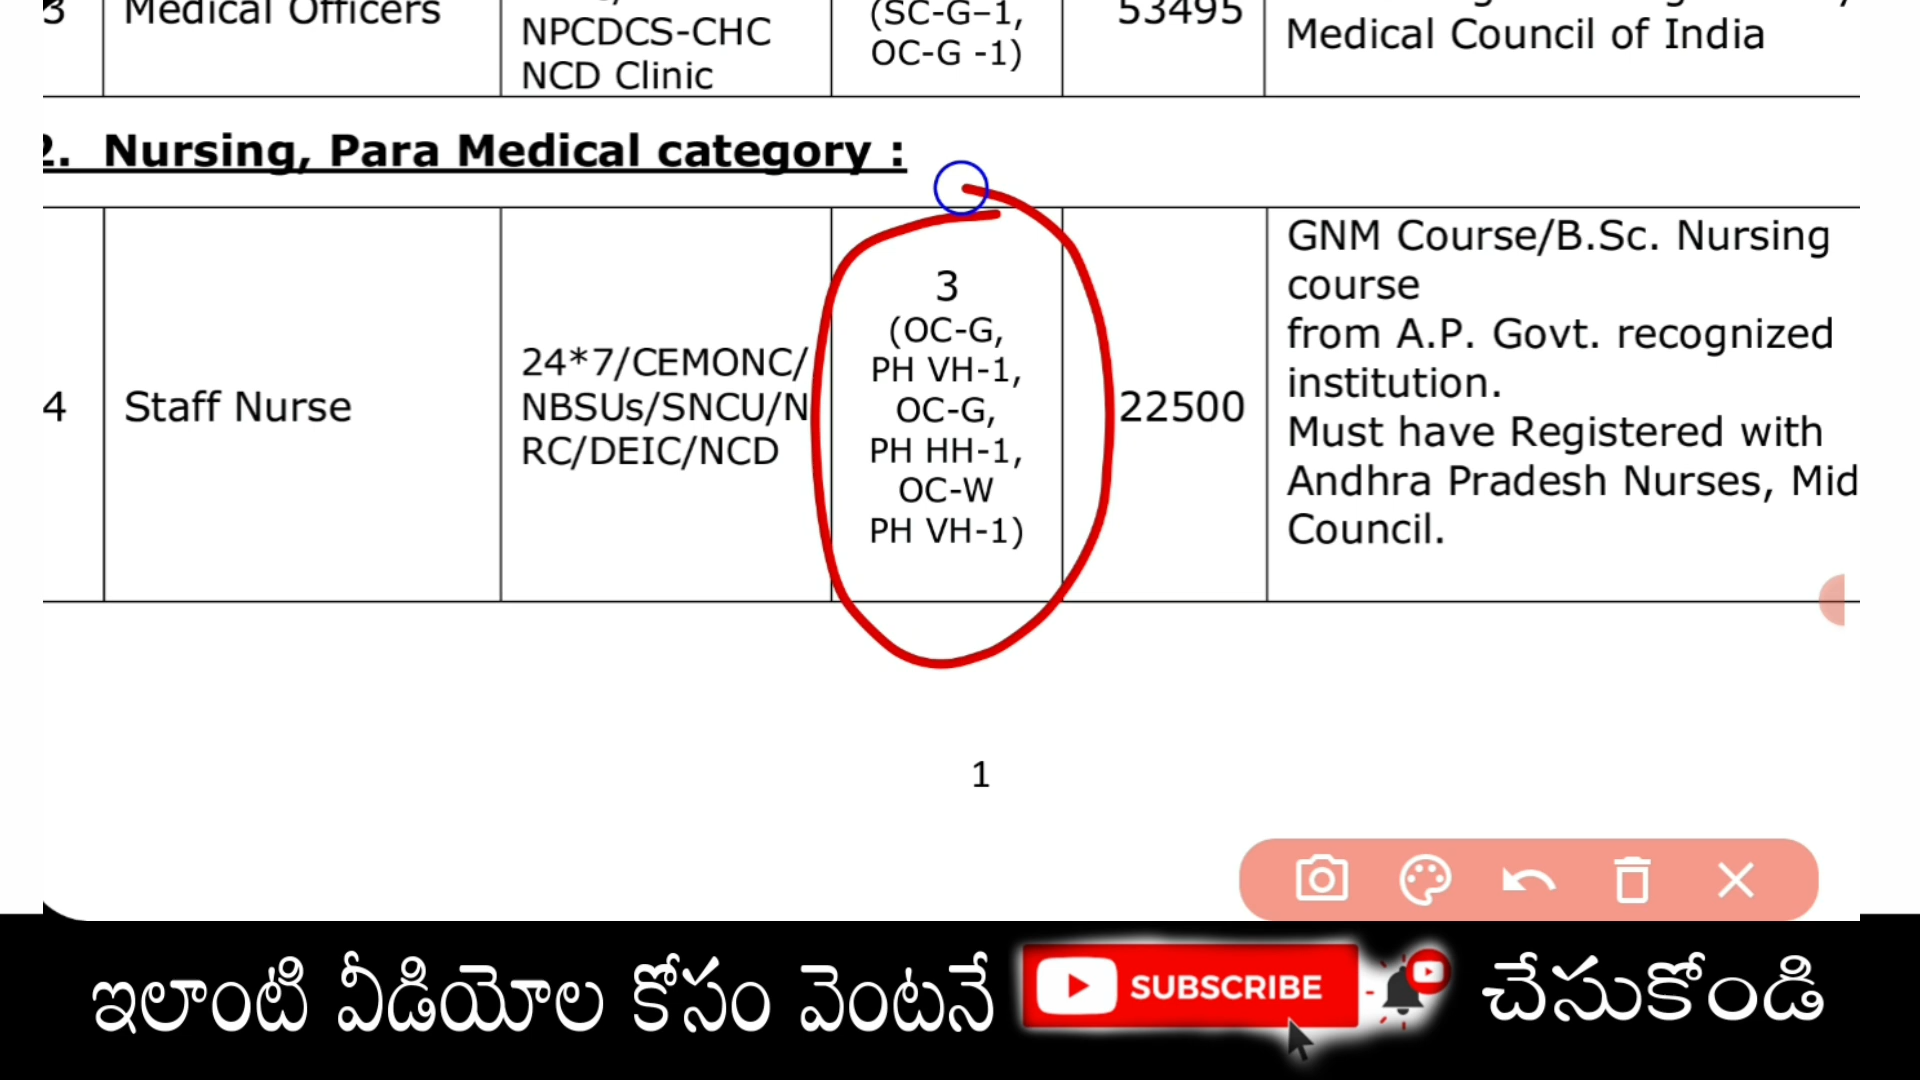 3 Medical Officers NPCDCS-CHC NCD Clinic (SC-G–1, OC-G -1) 53495 Medical Council of India
2. Nursing, Para Medical category :
4
Staff Nurse
24*7/CEMONC/
NBSUs/SNCU/N
RC/DEIC/NCD
3
(OC-G,
PH VH-1,
OC-G,
PH HH-1,
OC-W
PH VH-1)
22500
GNM Course/B.Sc. Nursing
course
from A.P. Govt. recognized
institution.
Must have Registered with
Andhra Pradesh Nurses, Mid
Council.
1
ఇలాంటి వీడియోల కోసం వెంటనే SUBSCRIBE చేసుకోండి